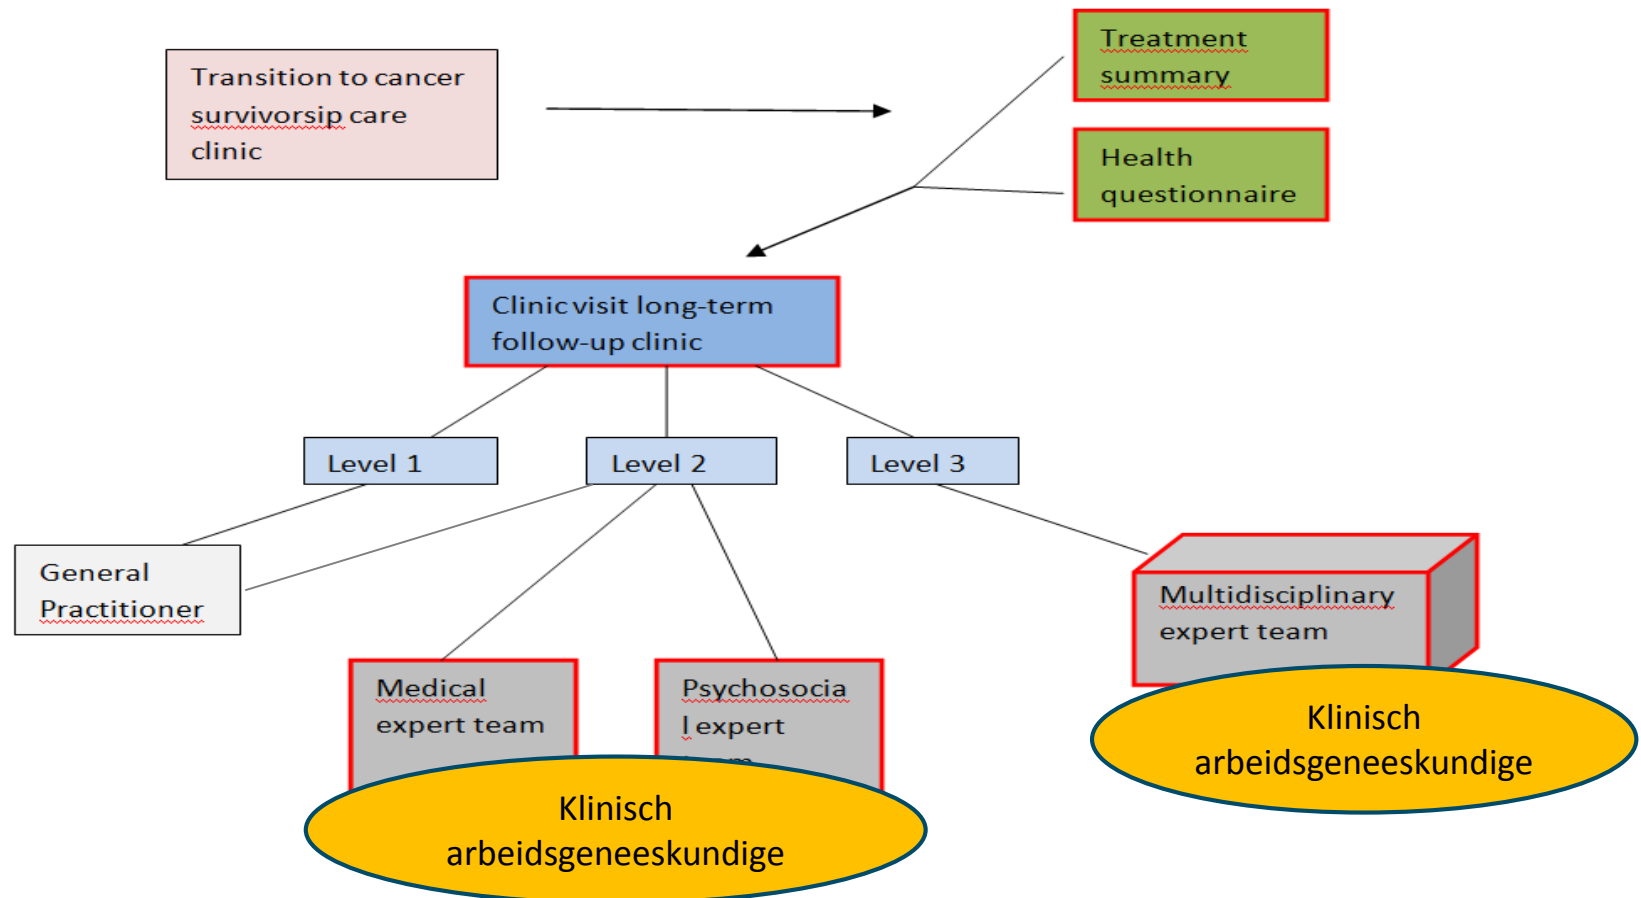 Treatment
summary
Transition to cancer
survivorsip care
clinic
Health
questionnaire
Clinic visit long-term
follow-up clinic
Level 1
Level 2
Level 3
General
Practitioner
Multidisciplinary
expert team
Medical
expert team
Psychosocia
l expert
Klinisch
arbeidsgeneeskundige
Klinisch
arbeidsgeneeskundige